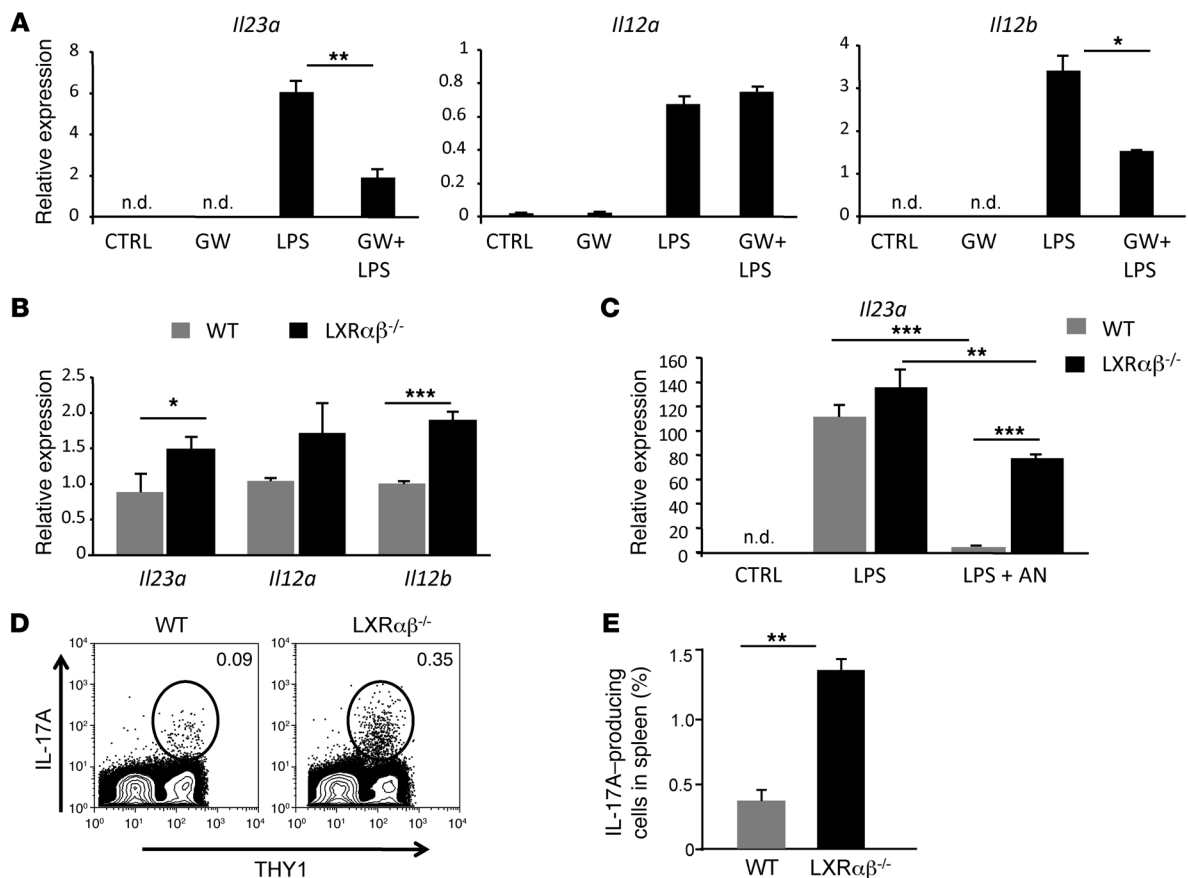 A
Il23a
Il12a
Il12b
Relative expression
8
6
4
2
0
**
n.d.
n.d.
CTRL
GW
LPS
GW+
LPS
1
0.8
0.6
0.4
0.2
0
CTRL
GW
LPS
GW+
LPS
4
3
2
1
0
*
n.d.
n.d.
CTRL
GW
LPS
GW+
LPS
B
WT
LXRαβ-/-
Relative expression
2.5
2.0
1.5
1.0
0.5
0
*
***
Il23a
Il12a
Il12b
C
Il23a
WT
LXRαβ-/-
Relative expression
160
140
120
100
80
60
40
20
0
***
**
***
n.d.
CTRL
LPS
LPS + AN
D
WT
LXRαβ-/-
IL-17A
10⁴
10³
10²
10¹
10⁰
0.09
10⁰ 10¹ 10² 10³ 10⁴
10⁴
10³
10²
10¹
10⁰
0.35
10⁰ 10¹ 10² 10³ 10⁴
THY1
E
IL-17A–producing
cells in spleen (%)
1.5
1.0
0.5
0
**
WT
LXRαβ-/-